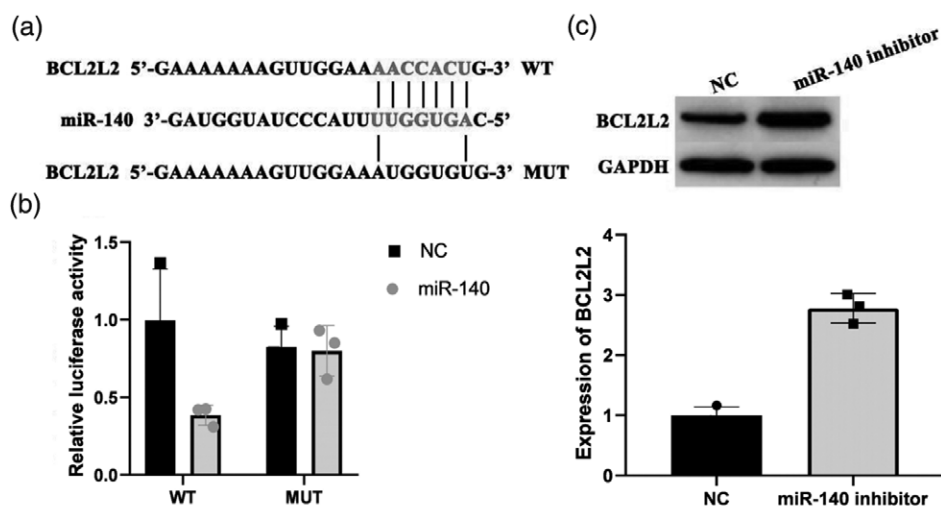 (a)
BCL2L2 5’-GAAAAAAAGUUGGAAAACCACUG-3’ WT
miR-140 3’-GAUGGUAUCCCAUUUUGGUGAC-5’
BCL2L2 5’-GAAAAAAAGUUGGAAAUGGUGUG-3’ MUT
(b)
Relative luciferase activity
1.5
1.0
0.5
0.0
WT
MUT
NC
miR-140
(c)
NC
miR-140 inhibitor
BCL2L2
GAPDH
Expression of BCL2L2
4
3
2
1
0
NC
miR-140 inhibitor